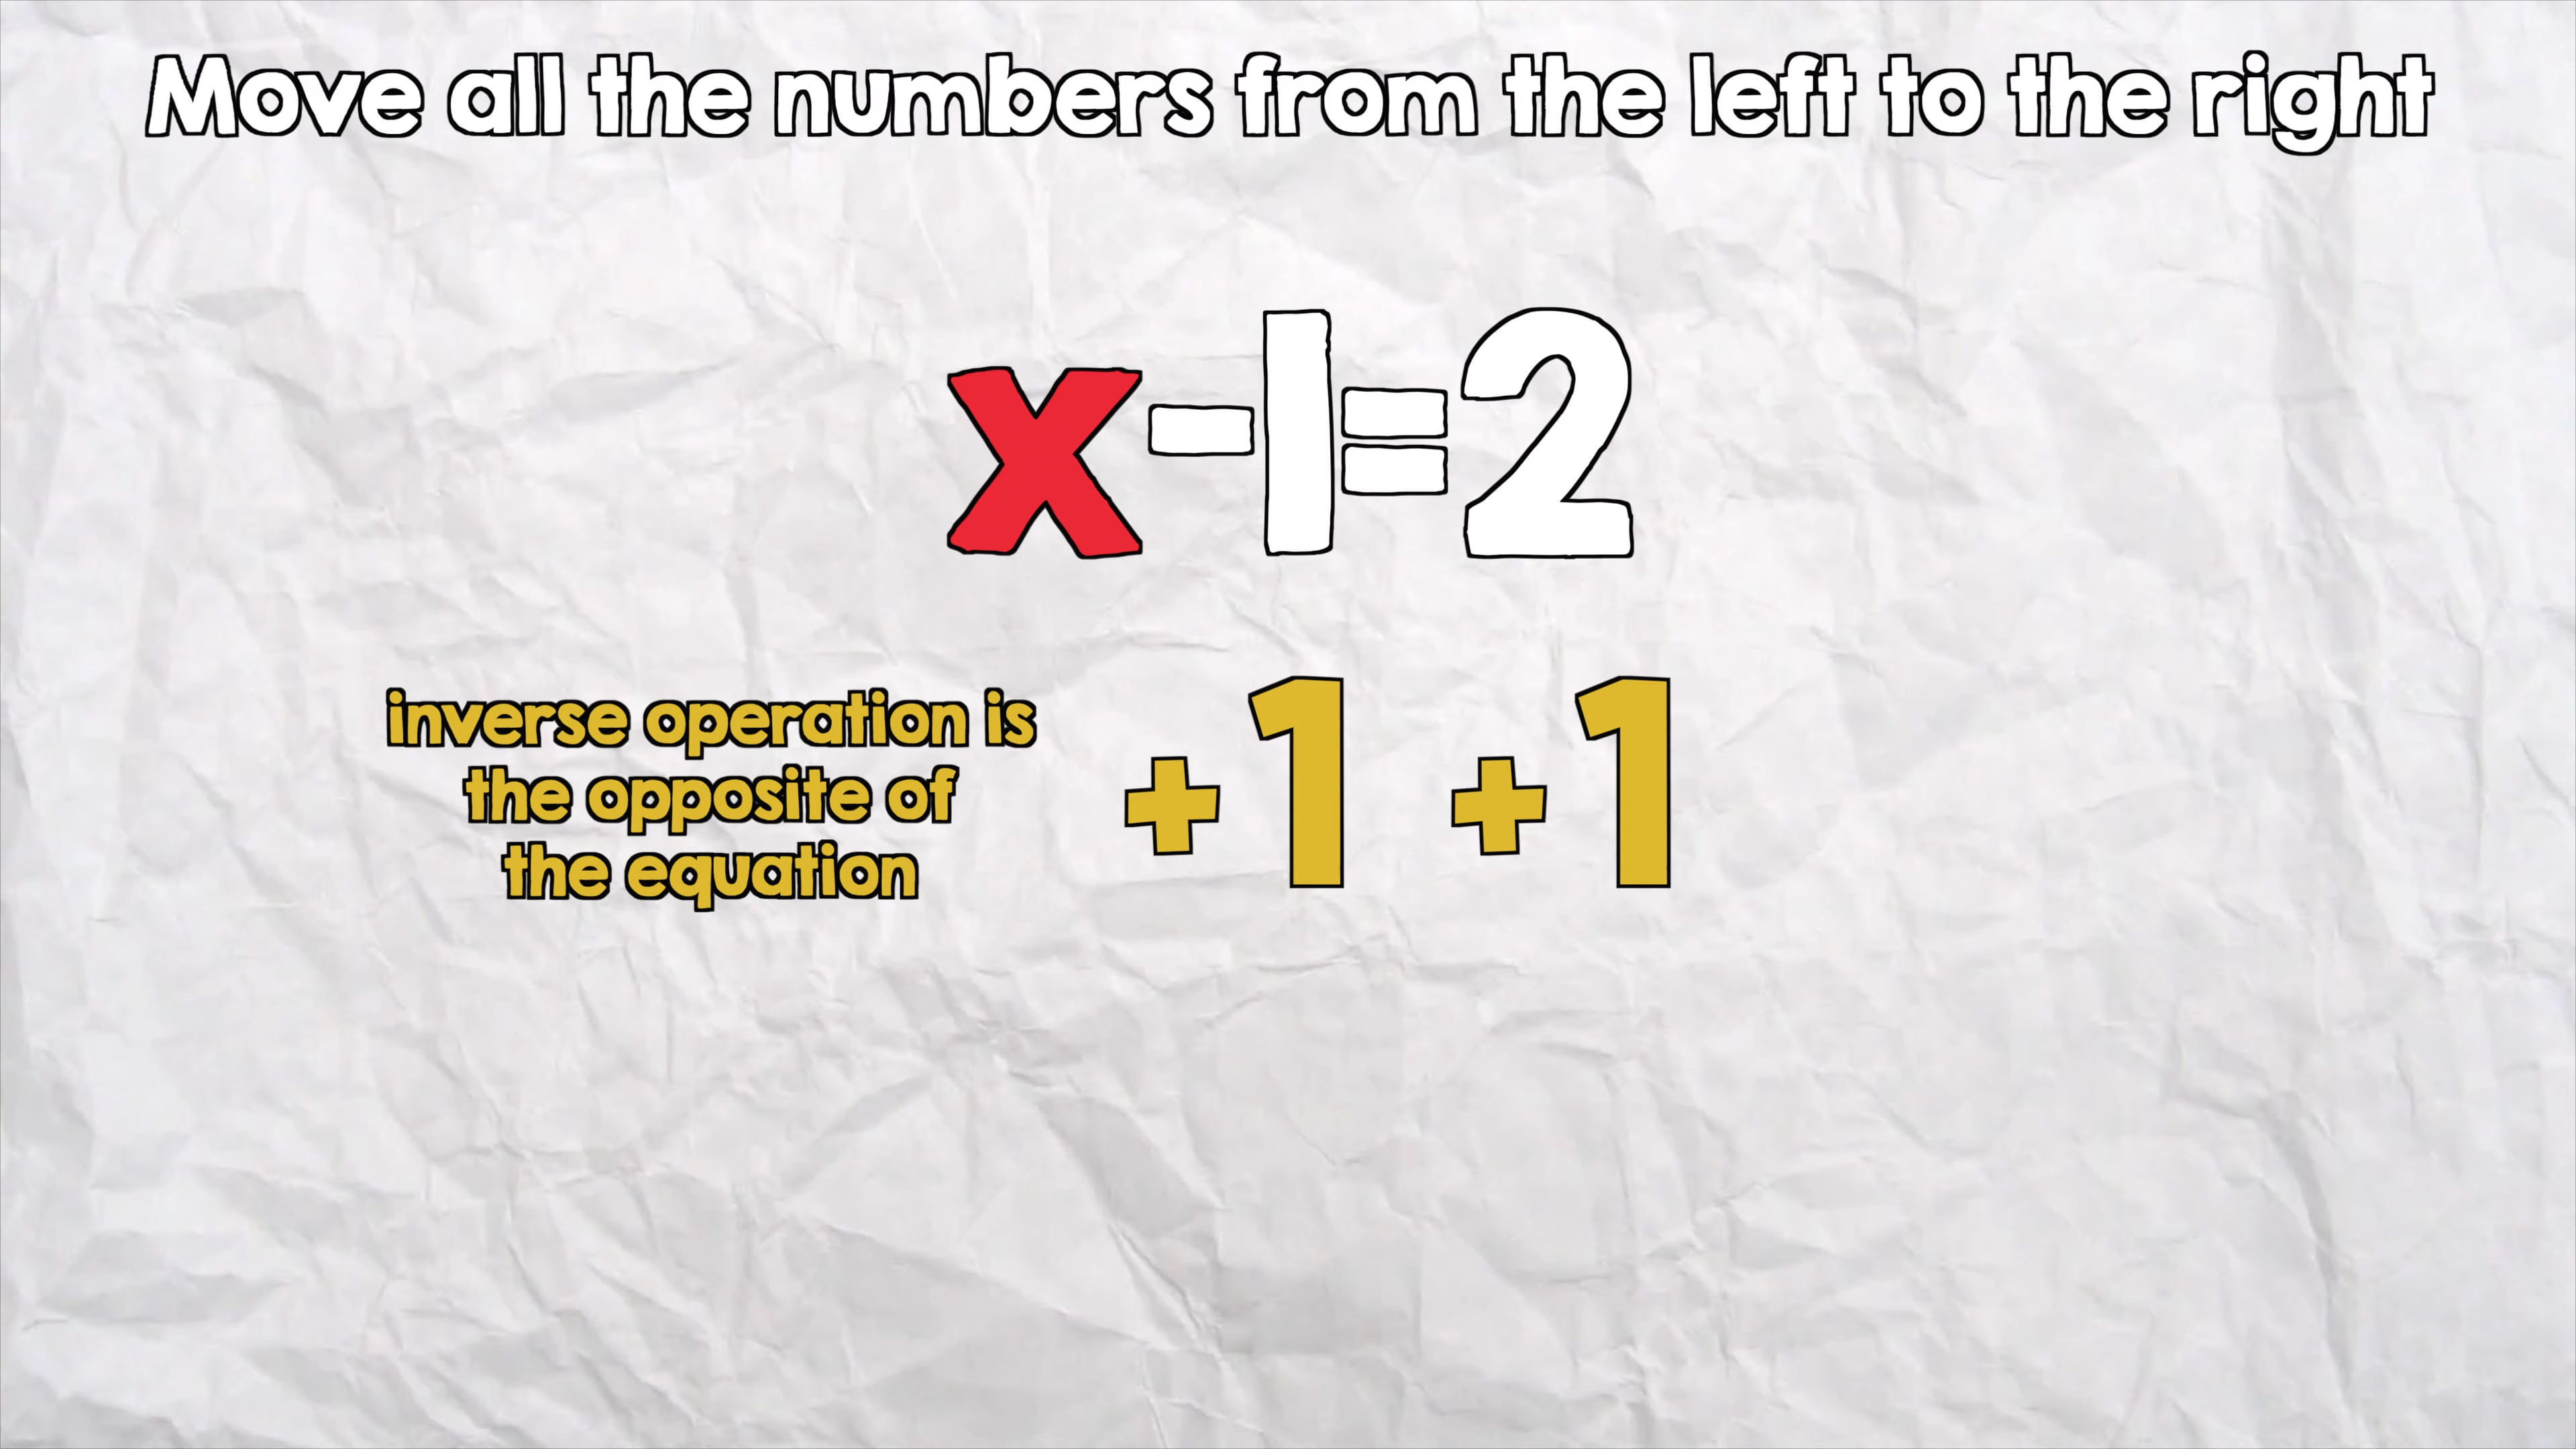 Move all the numbers from the left to the right
x-1=2
inverse operation is
the opposite of
the equation
+1 +1